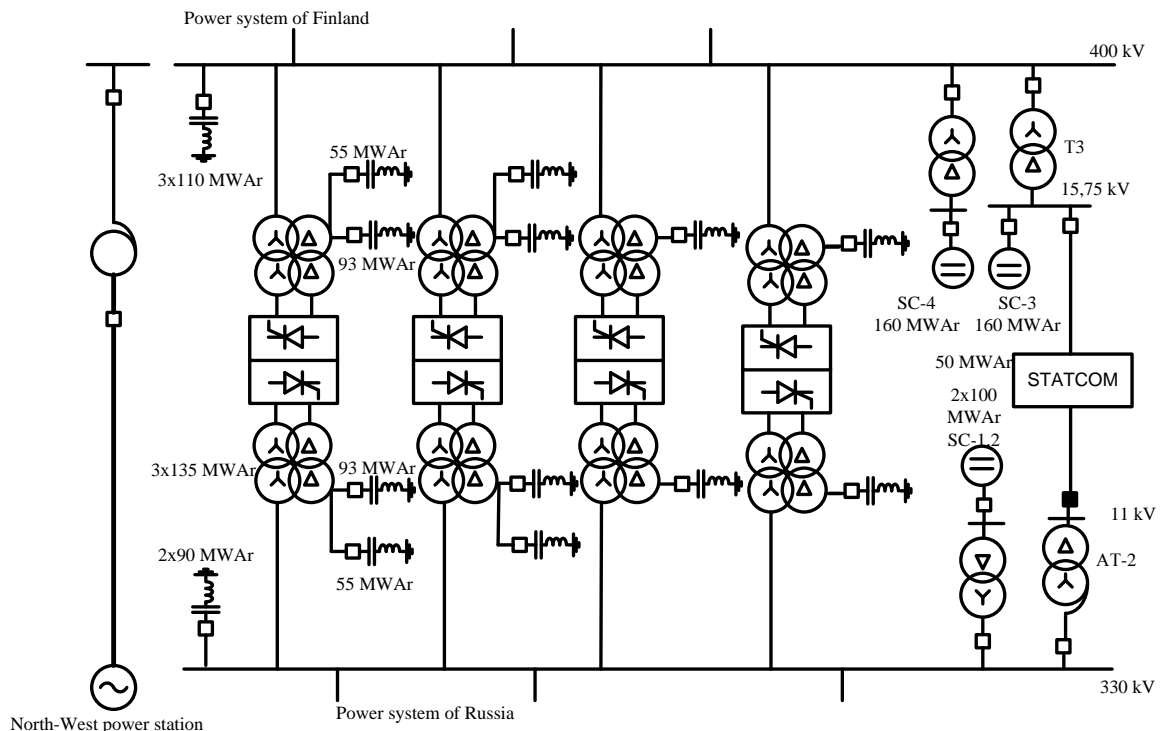 Power system of Finland
400 kV
55 MWAr
T3
3x110 MWAr
15,75 kV
93 MWAr
SC-4
160 MWAr
SC-3
160 MWAr
50 MWAr
STATCOM
2x100
MWAr
SC-1,2
3x135 MWAr
93 MWAr
11 kV
2x90 MWAr
AT-2
55 MWAr
330 kV
Power system of Russia
North-West power station